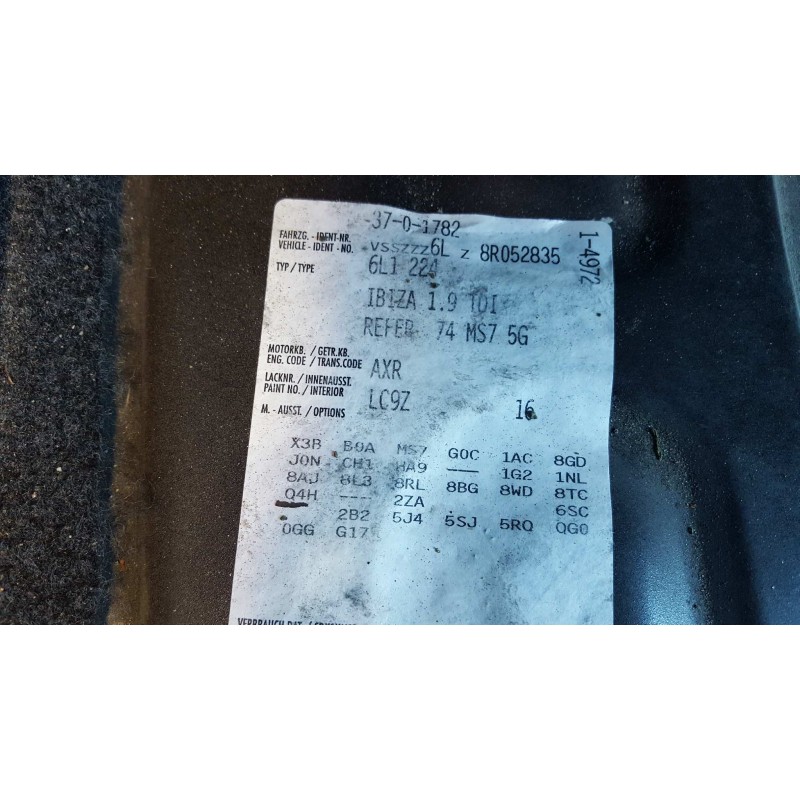 37-0-1782
FAHRZG. - IDENT-NR.
VEHICLE - IDENT - NO. VSSZZZ6L Z 8R052835
TYP / TYPE 6L1 224
1-4972
IBIZA 1.9 TDI
REFER 74 MS7 5G
MOTORKB. / GETR.KB.
ENG. CODE / TRANS.CODE AXR
LACKNR. / INNENAUSST.
PAINT NO. / INTERIOR LC9Z 16
M. - AUSST. / OPTIONS
X3B B0A MS7 G0C 1AC 8GD
J0N CH1 HA9 --- 1G2 1NL
8AJ 8L3 8RL 8BG 8WD 8TC
Q4H --- 2ZA 6SC
2B2 5J4 5SJ 5RQ QG0
0GG G17